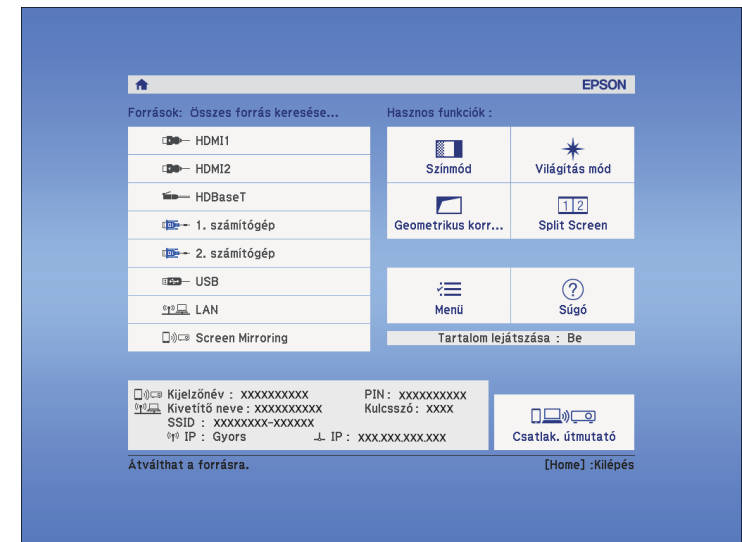 EPSON
Források: Összes forrás keresése...
Hasznos funkciók :
HDMI1
HDMI2
HDBaseT
1. számítógép
2. számítógép
USB
LAN
Screen Mirroring
Színmód
Világítás mód
Geometrikus korr...
1 2
Split Screen
Menü
? 
Súgó
Tartalom lejátszása : Be
Kijelzőnév : XXXXXXXXXX PIN : XXXXXXXXXX
Kivetítő neve : XXXXXXXXXX Kulcsszó : XXXX
SSID : XXXXXXXX-XXXXXX
IP : Gyors IP : XXX.XXX.XXX.XXX
Csatlak. útmutató
Átválthat a forrásra. [Home] :Kilépés